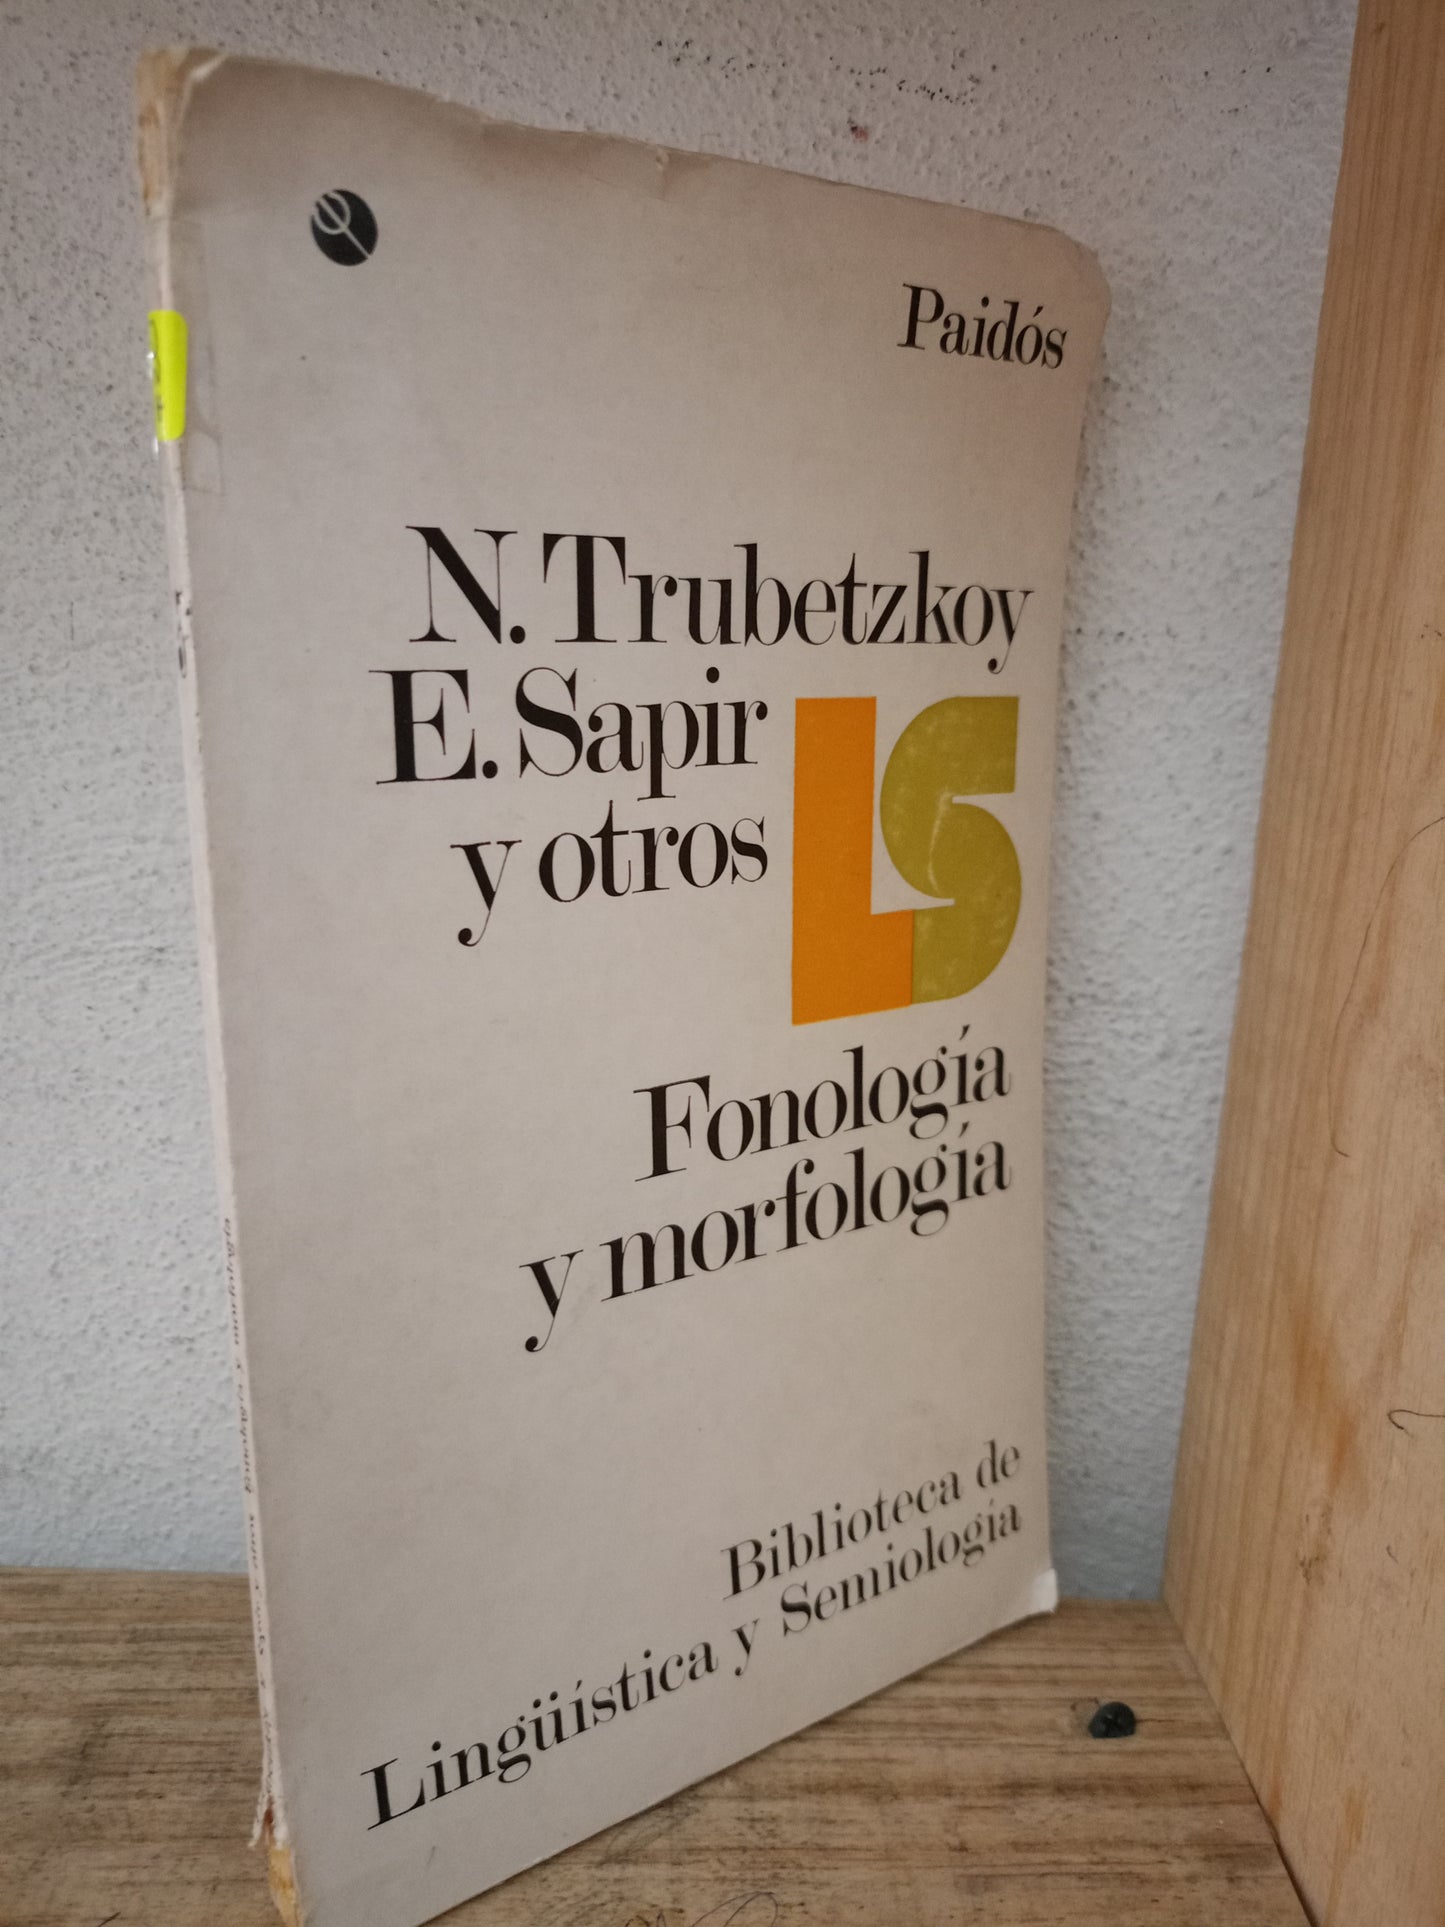 Paidós
N. Trubetzkoy
E. Sapir
y otros
LS
Fonología
y morfología
Biblioteca de
Lingüística y Semiología